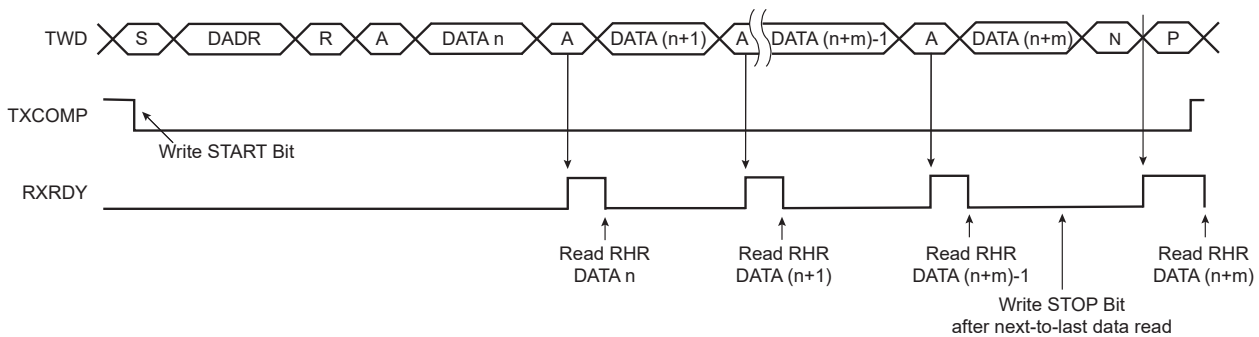 TWD S DADR R A DATA n A DATA (n+1) A DATA (n+m)-1 A DATA (n+m) N P
TXCOMP
Write START Bit
RXRDY
Read RHR
DATA n
Read RHR
DATA (n+1)
Read RHR
DATA (n+m)-1
Read RHR
DATA (n+m)
Write STOP Bit
after next-to-last data read